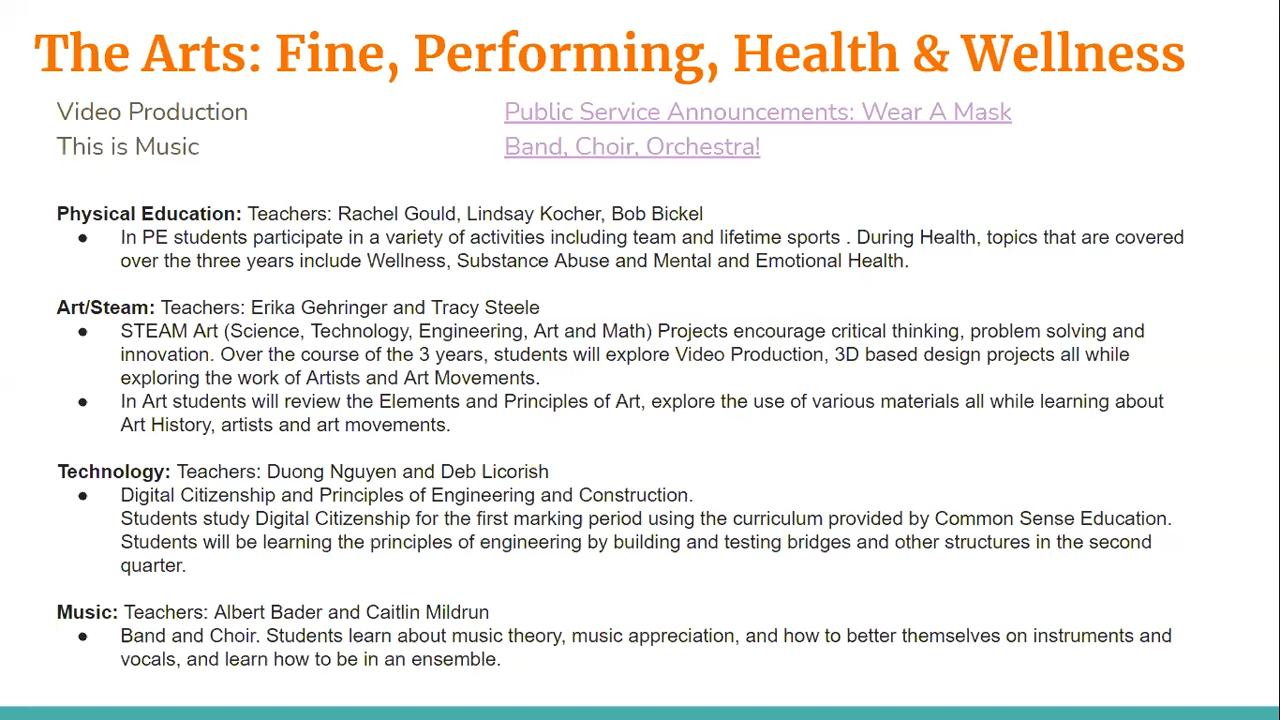 The Arts: Fine, Performing, Health & Wellness
Video Production
Public Service Announcements: Wear A Mask
This is Music
Band, Choir, Orchestra!
Physical Education: Teachers: Rachel Gould, Lindsay Kocher, Bob Bickel
● In PE students participate in a variety of activities including team and lifetime sports . During Health, topics that are covered
over the three years include Wellness, Substance Abuse and Mental and Emotional Health.
Art/Steam: Teachers: Erika Gehringer and Tracy Steele
● STEAM Art (Science, Technology, Engineering, Art and Math) Projects encourage critical thinking, problem solving and
innovation. Over the course of the 3 years, students will explore Video Production, 3D based design projects all while
exploring the work of Artists and Art Movements.
● In Art students will review the Elements and Principles of Art, explore the use of various materials all while learning about
Art History, artists and art movements.
Technology: Teachers: Duong Nguyen and Deb Licorish
● Digital Citizenship and Principles of Engineering and Construction.
Students study Digital Citizenship for the first marking period using the curriculum provided by Common Sense Education.
Students will be learning the principles of engineering by building and testing bridges and other structures in the second
quarter.
Music: Teachers: Albert Bader and Caitlin Mildrun
● Band and Choir. Students learn about music theory, music appreciation, and how to better themselves on instruments and
vocals, and learn how to be in an ensemble.